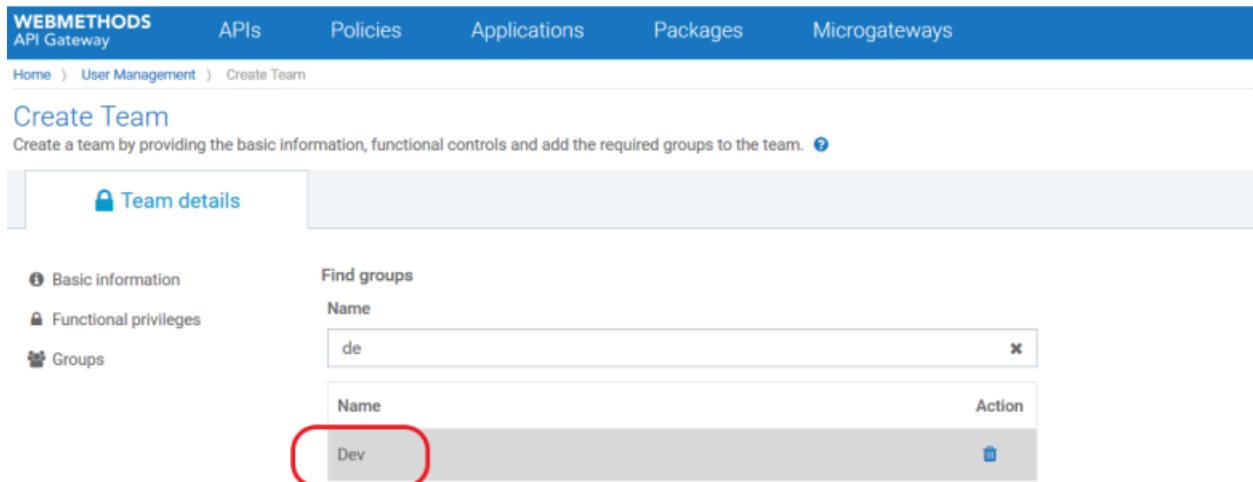 WEBMETHODS
API Gateway
APIs
Policies
Applications
Packages
Microgateways
Home ⟩ User Management ⟩ Create Team
Create Team
Create a team by providing the basic information, functional controls and add the required groups to the team.
Team details
Basic information
Functional privileges
Groups
Find groups
Name
de
Name Action
Dev